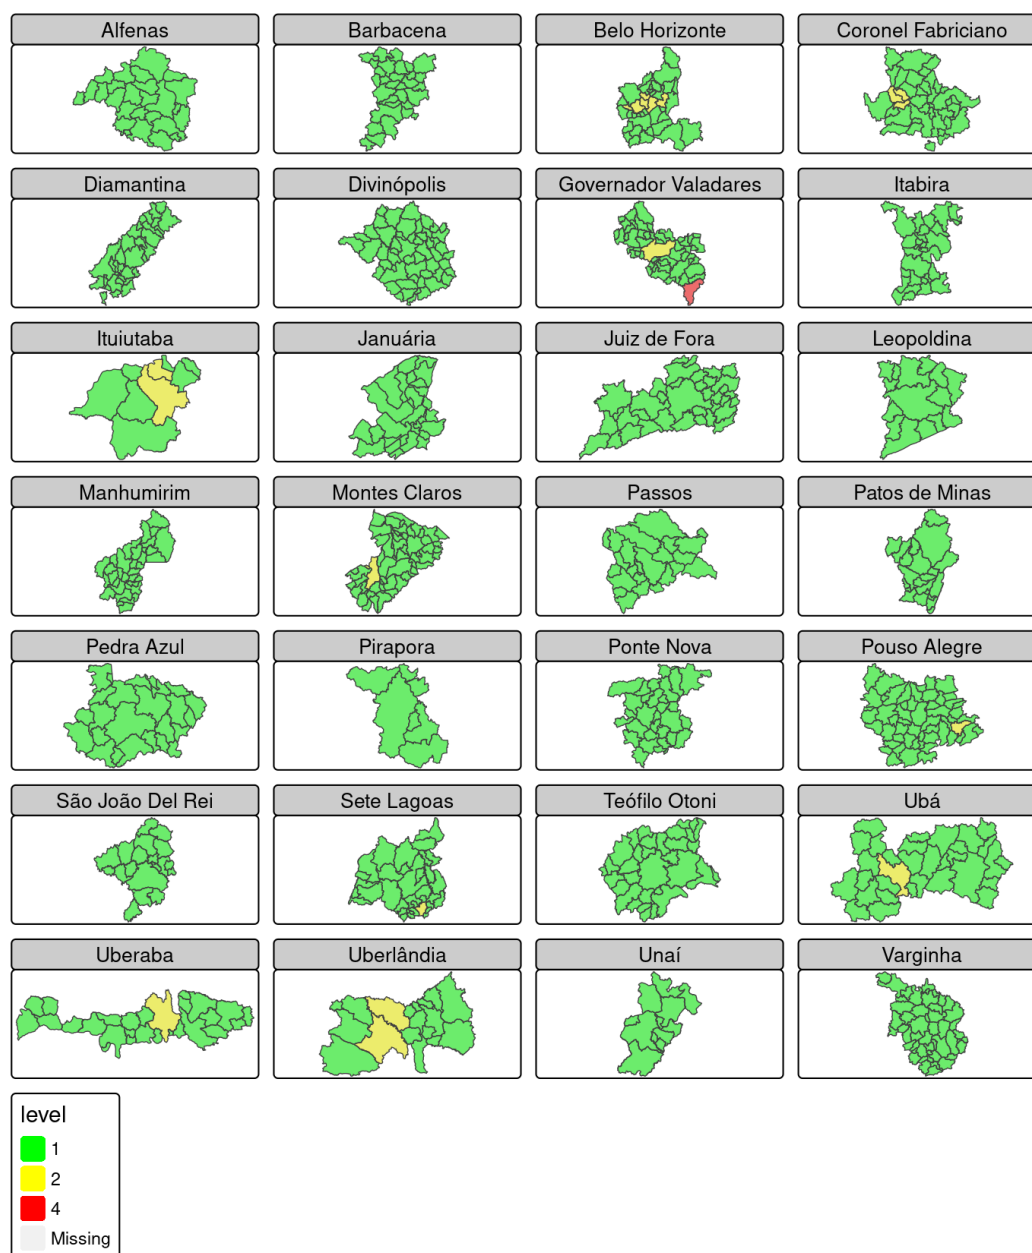 Alfenas
Barbacena
Belo Horizonte
Coronel Fabriciano
Diamantina
Divinópolis
Governador Valadares
Itabira
Ituiutaba
Januária
Juiz de Fora
Leopoldina
Manhumirim
Montes Claros
Passos
Patos de Minas
Pedra Azul
Pirapora
Ponte Nova
Pouso Alegre
São João Del Rei
Sete Lagoas
Teófilo Otoni
Ubá
Uberaba
Uberlândia
Unaí
Varginha
level
1
2
4
Missing